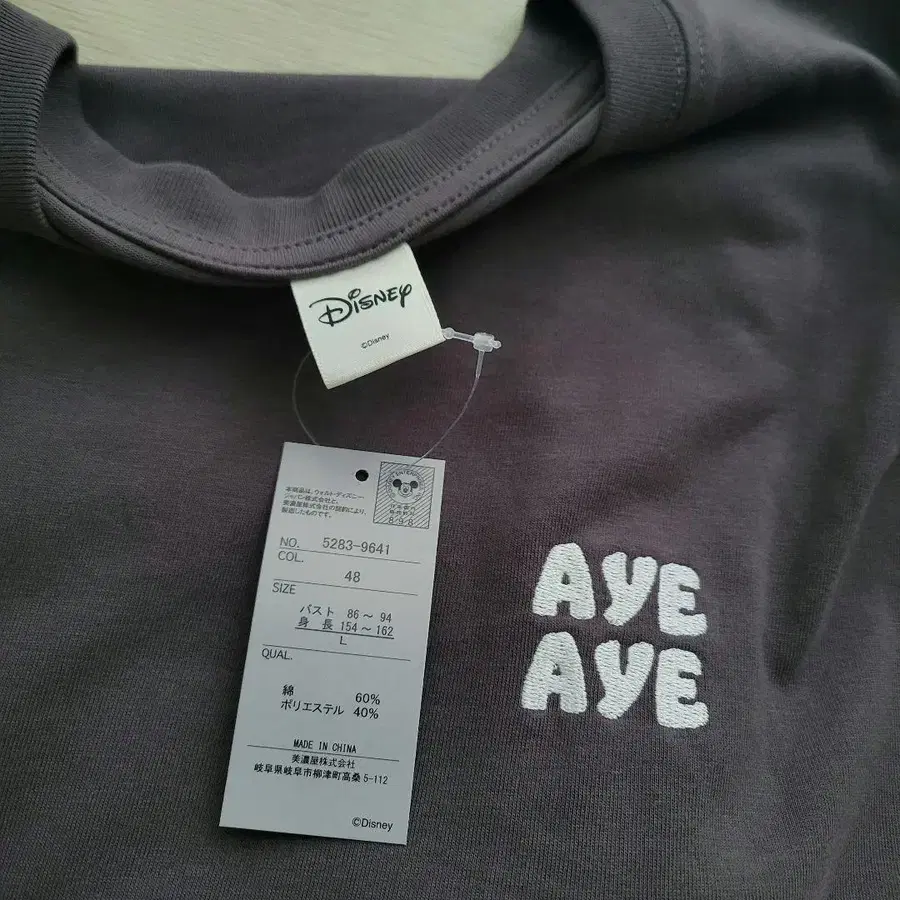 Disney
©Disney
本商品は、ウォルト・ディズニー・
ジャパン株式会社と、
美濃屋株式会社の契約により、
製造したものです。
NO. 5283-9641
COL. 48
SIZE
バスト 86～94
身長 154～162
L
QUAL.
綿 60%
ポリエステル 40%
MADE IN CHINA
美濃屋株式会社
岐阜県岐阜市柳津町高桑5-112
©Disney
AYE
AYE